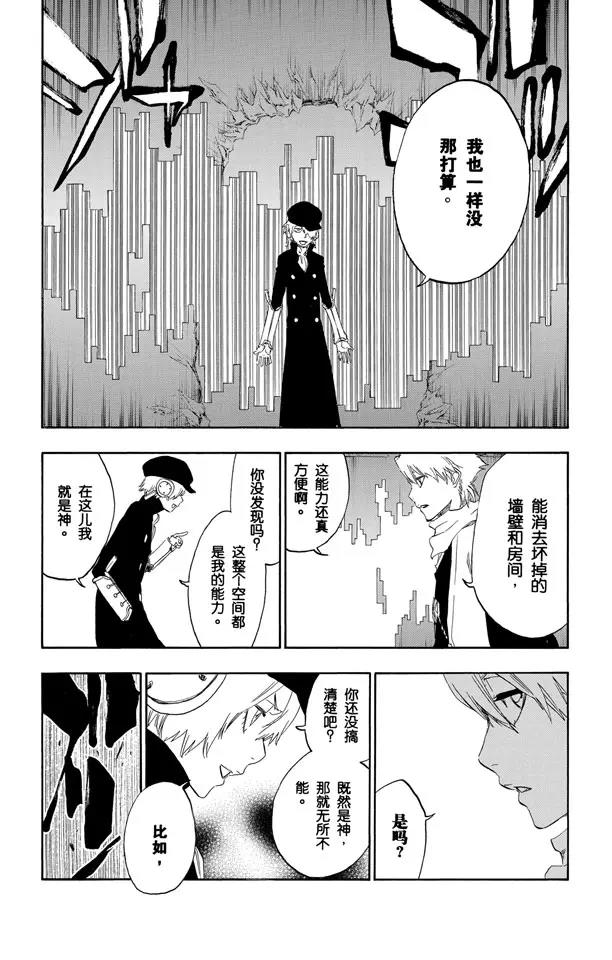 我也一样没
那打算。
能消去坏掉的
墙壁和房间，
这能力还真
方便啊。
你没发现吗？
这整个空间都
是我的能力。
在这儿我
就是神。
是吗？
你还没搞
清楚吧？
既然是神，
那就无所不
能。
比如，